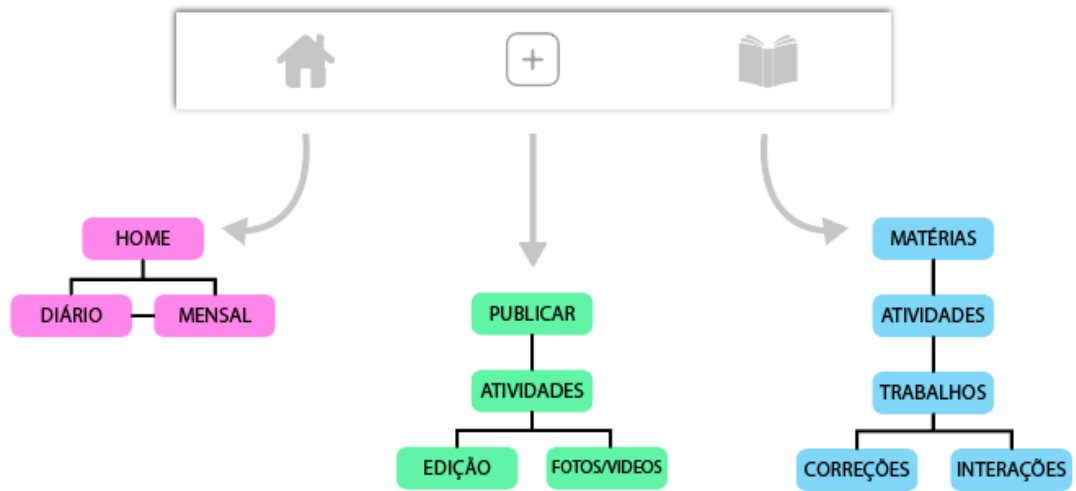 HOME
DIÁRIO
MENSAL
PUBLICAR
ATIVIDADES
EDIÇÃO
FOTOS/VIDEOS
MATÉRIAS
ATIVIDADES
TRABALHOS
CORREÇÕES
INTERAÇÕES